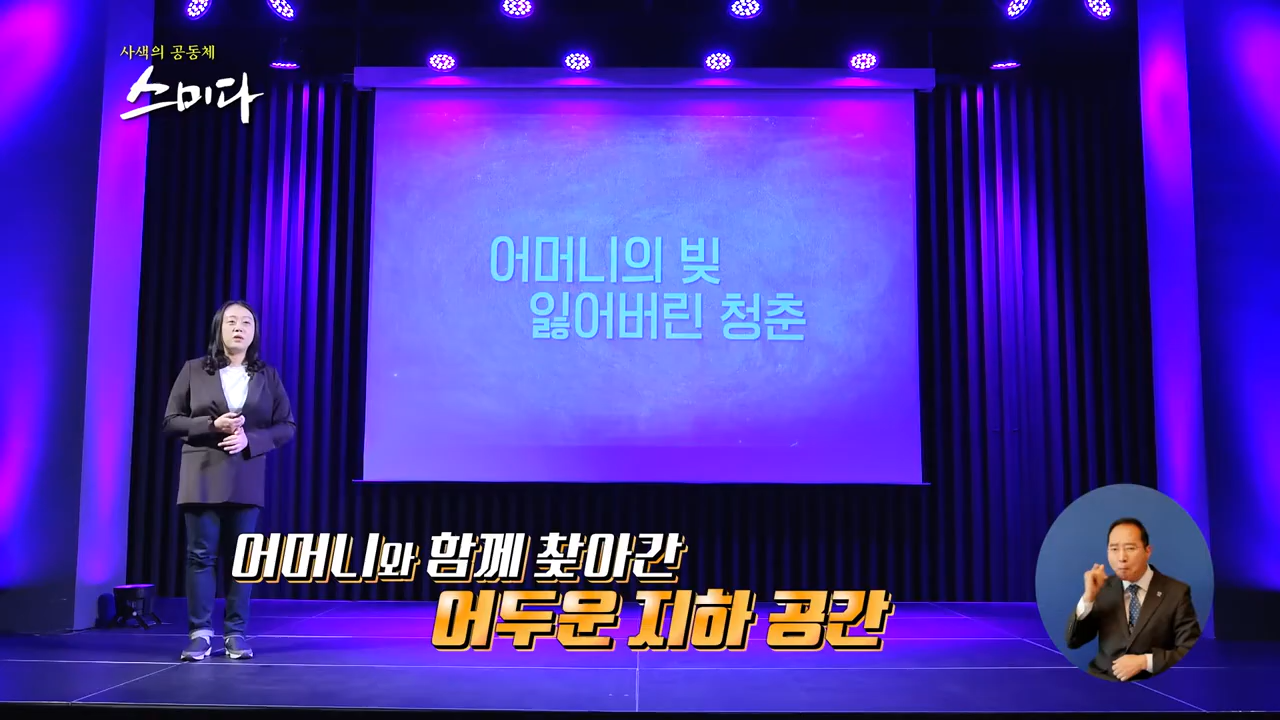 사색의 공동체
스미다
어머니의 빚
잃어버린 청춘
어머니와 함께 찾아간
어두운 지하 공간